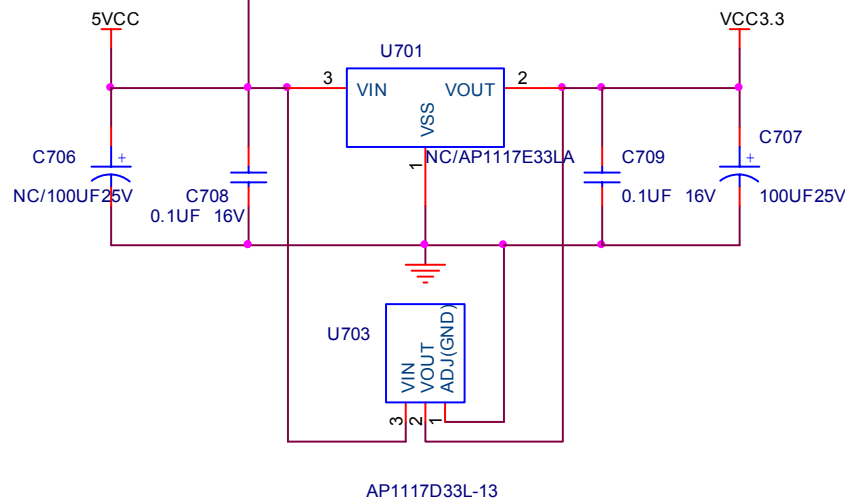 5VCC
VCC3.3
U701
3
VIN
VOUT
2
VSS
1
NC/AP1117E33LA
C706
NC/100UF25V
+
C708
0.1UF 16V
C709
0.1UF 16V
C707
+
100UF25V
U703
VIN
VOUT
ADJ(GND)
3
2
1
AP1117D33L-13